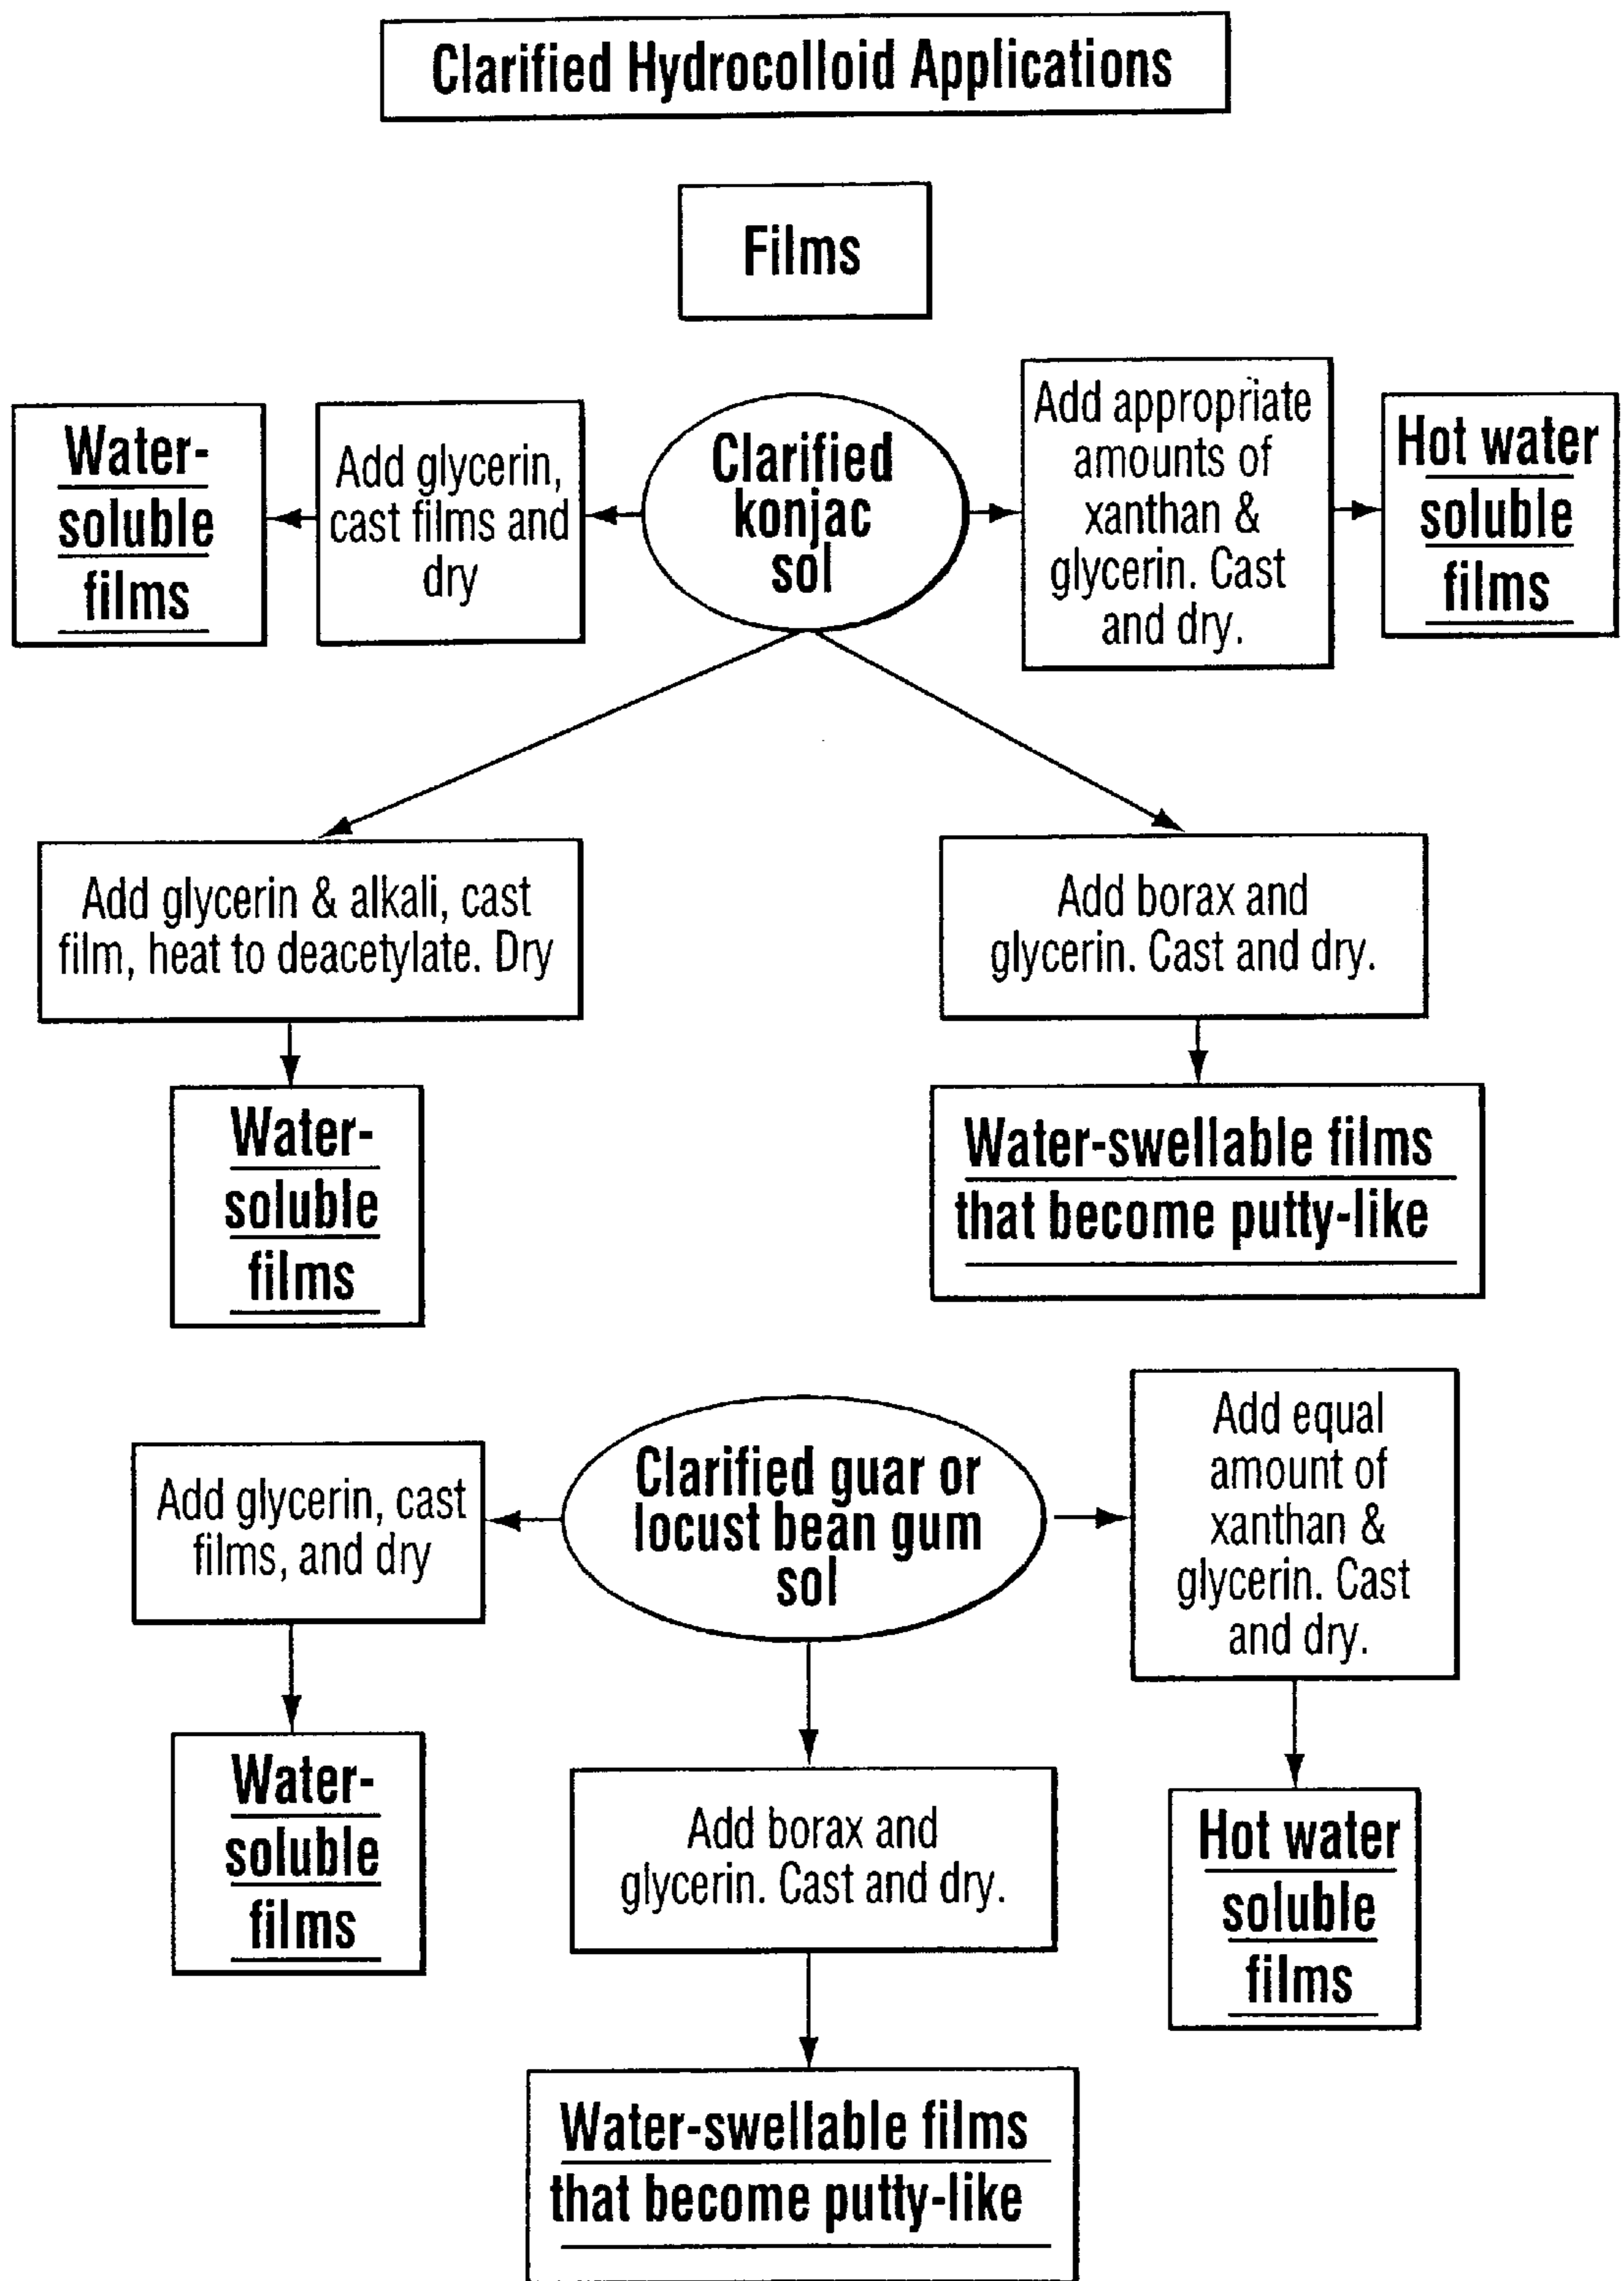 Clarified Hydrocolloid Applications
Films
Water-
soluble
films
Add glycerin,
cast films and
dry
Clarified
konjac
sol
Add appropriate
amounts of
xanthan &
glycerin. Cast
and dry.
Hot water
soluble
films
Add glycerin & alkali, cast
film, heat to deacetylate. Dry
Add borax and
glycerin. Cast and dry.
Water-
soluble
films
Water-swellable films
that become putty-like
Add glycerin, cast
films, and dry
Clarified guar or
locust bean gum
sol
Add equal
amount of
xanthan &
glycerin. Cast
and dry.
Water-
soluble
films
Add borax and
glycerin. Cast and dry.
Hot water
soluble
films
Water-swellable films
that become putty-like